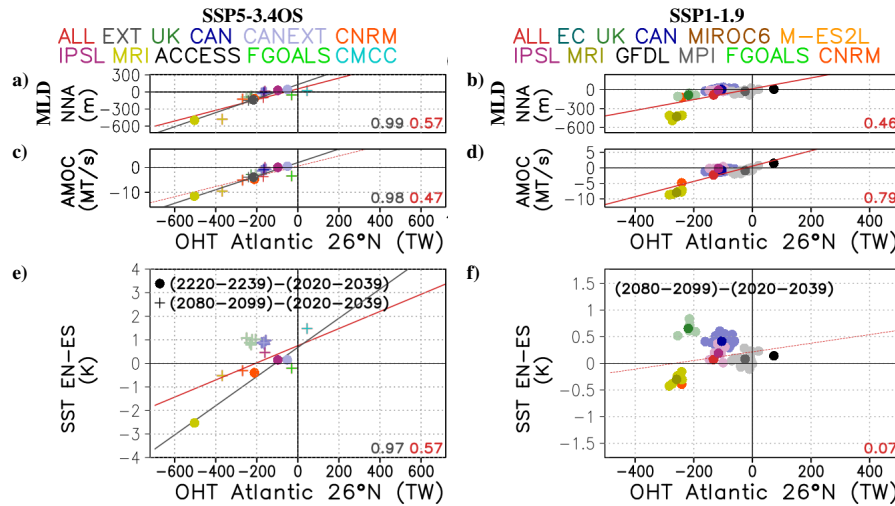 SSP5-3.4OS
ALL EXT UK CAN CANEXT CNRM
IPSL MRI ACCESS FGOALS CMCC
a)
MLD
NNA
(m)
300
0
−300
−600
0.99 0.57
c)
AMOC
(MT/s)
0
−10
0.98 0.47
−600 −400 −200 0 200 400 600
OHT Atlantic 26°N (TW)
e)
SST EN−ES
(K)
4
3
2
1
0
−1
−2
−3
−4
(2220−2239)−(2020−2039)
(2080−2099)−(2020−2039)
0.97 0.57
−600 −400 −200 0 200 400 600
OHT Atlantic 26°N (TW)
SSP1-1.9
ALL EC UK CAN MIROC6 M−ES2L
IPSL MRI GFDL MPI FGOALS CNRM
b)
MLD
NNA
(m)
300
0
−300
−600
0.46
d)
AMOC
(MT/s)
5
0
−5
−10
0.79
−400 −200 0 200 400
OHT Atlantic 26°N (TW)
f)
SST EN−ES
(K)
1.5
1
0.5
0
−0.5
−1
−1.5
(2080−2099)−(2020−2039)
0.07
−400 −200 0 200 400
OHT Atlantic 26°N (TW)